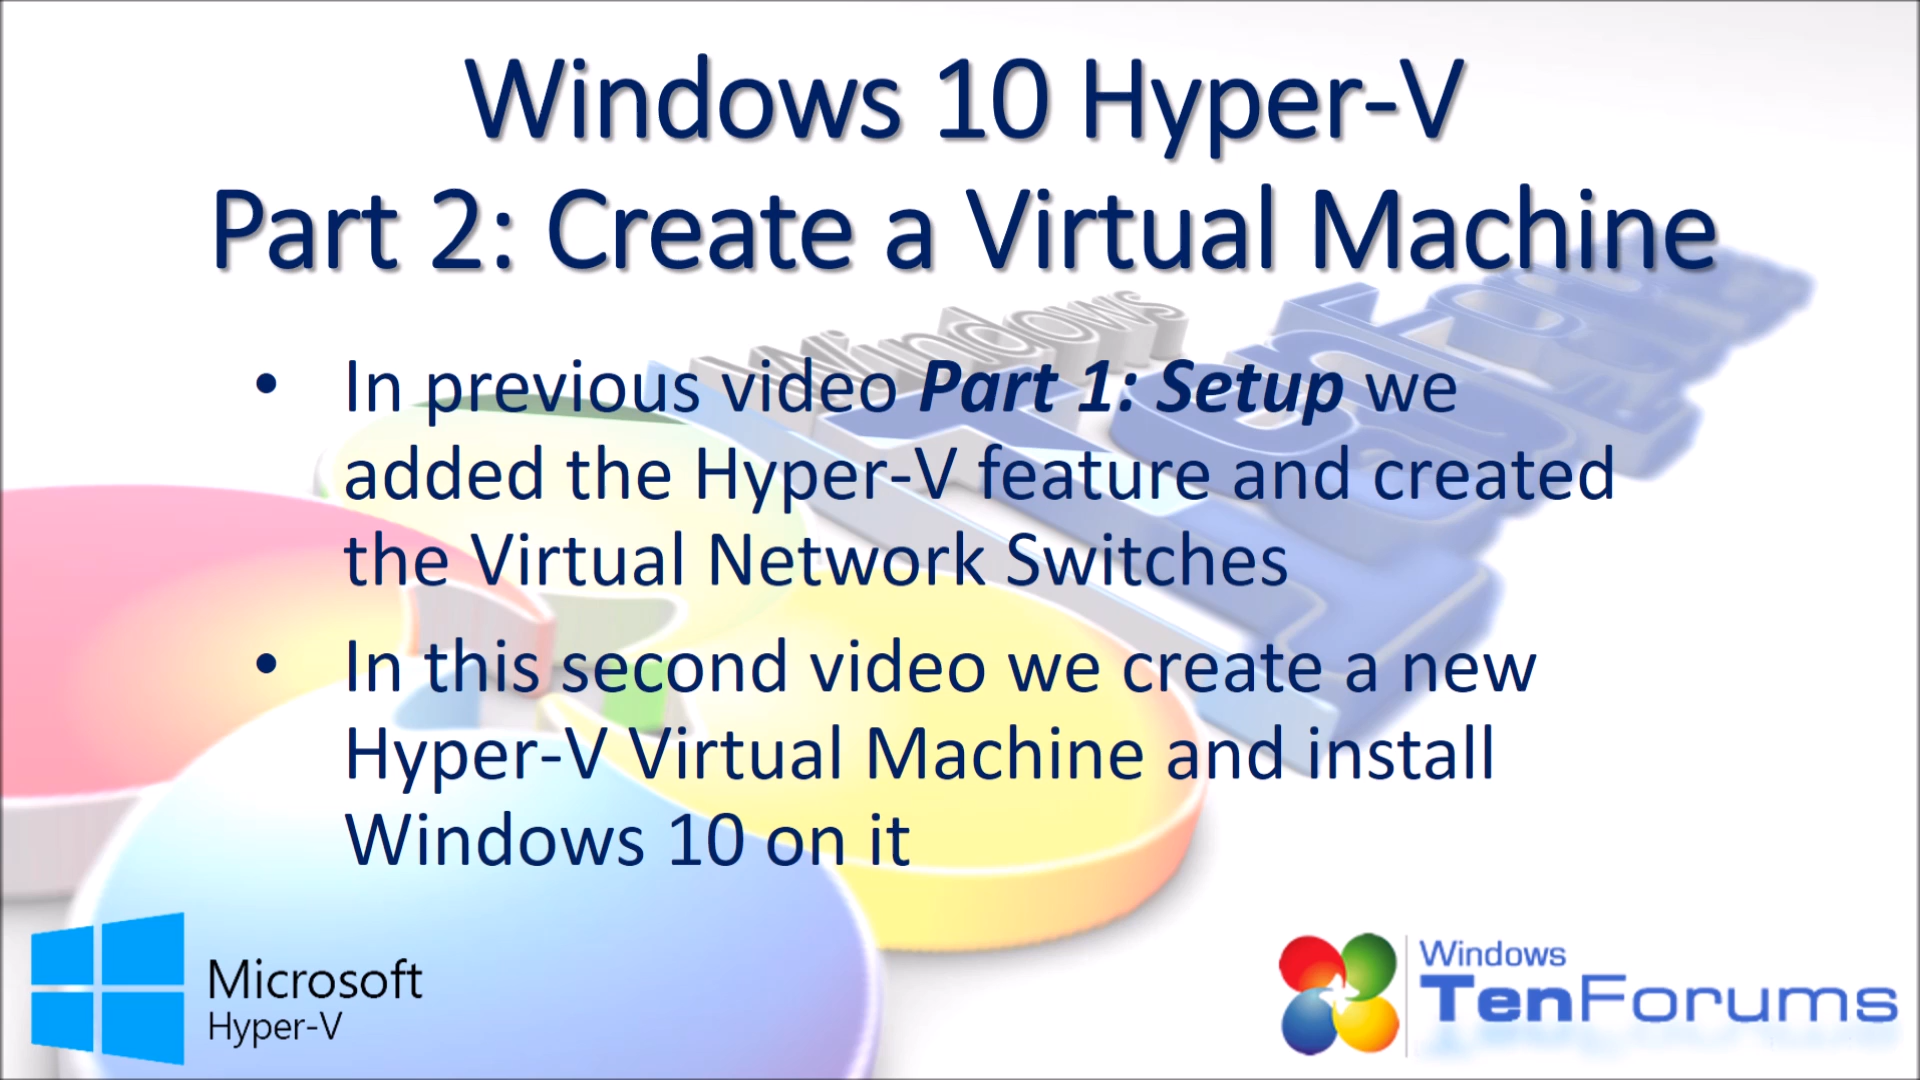 Windows 10 Hyper-V
Part 2: Create a Virtual Machine
Windows
TenForums
• In previous video Part 1: Setup we
added the Hyper-V feature and created
the Virtual Network Switches
• In this second video we create a new
Hyper-V Virtual Machine and install
Windows 10 on it
Microsoft
Hyper-V
Windows
TenForums